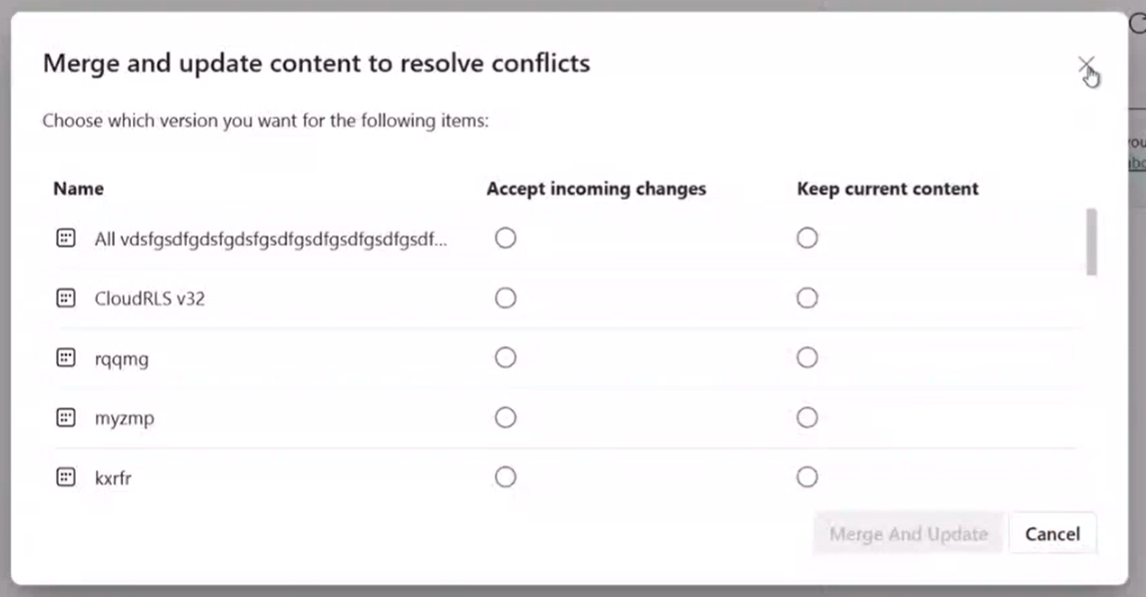 Merge and update content to resolve conflicts
Choose which version you want for the following items:
Name Accept incoming changes Keep current content
All vdsfgsdfgdsfgdsfgsdfgsdfgsdfgsdfgsdf...
CloudRLS v32
rqqmg
myzmp
kxrfr
Merge And Update Cancel